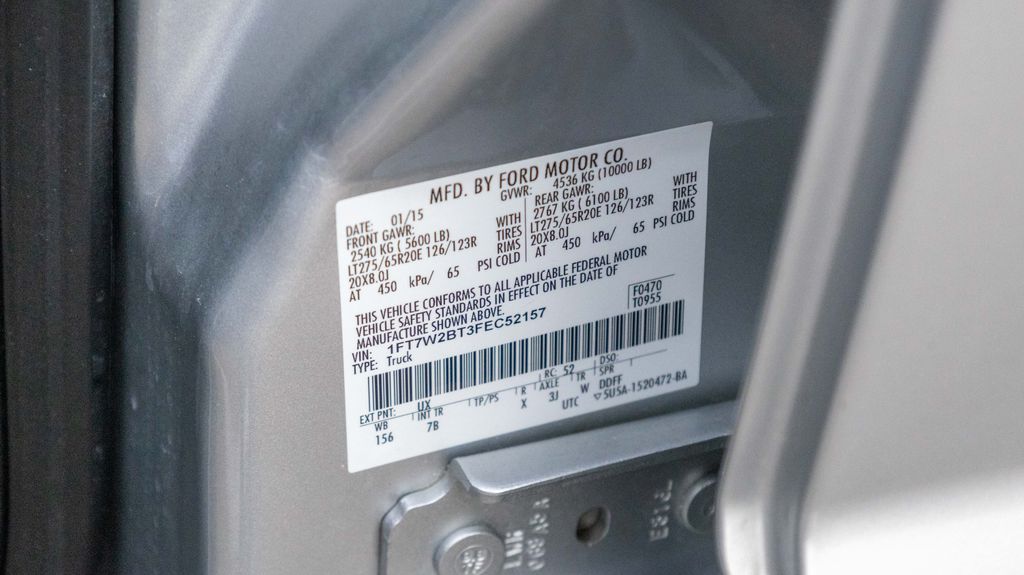 MFD. BY FORD MOTOR CO.
DATE: 01/15 GVWR: 4536 KG (10000 LB)
FRONT GAWR: WITH REAR GAWR: WITH
2540 KG ( 5600 LB) TIRES 2767 KG ( 6100 LB) TIRES
LT275/65R20E 126/123R RIMS LT275/65R20E 126/123R RIMS
20X8.0J PSI COLD 20X8.0J PSI COLD
AT 450 kPa/ 65 AT 450 kPa/ 65
THIS VEHICLE CONFORMS TO ALL APPLICABLE FEDERAL MOTOR
VEHICLE SAFETY STANDARDS IN EFFECT ON THE DATE OF
MANUFACTURE SHOWN ABOVE.
VIN: 1FT7W2BT3FEC52157
TYPE: Truck
F0470
T0955
EXT PNT: UX RC: 52 DSO:
WB INT TR TP/PS R AXLE TR SPR
156 7B X 3J W DDFF
UTC ▽5U5A-1520472-BA